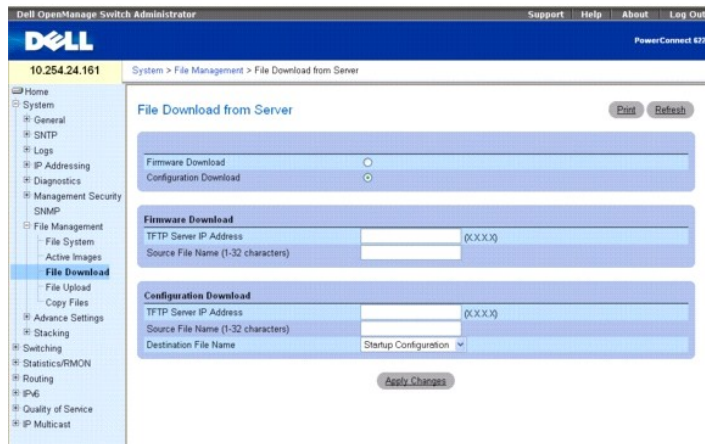 Dell OpenManage Switch Administrator
Support Help About Log Out
DELL
PowerConnect
10.254.24.161
System > File Management > File Download from Server
Home
System
General
SNTP
Logs
IP Addressing
Diagnostics
Management Security
SNMP
File Management
File System
Active Images
File Download
File Upload
Copy Files
Advance Settings
Stacking
Switching
Statistics/RMON
Routing
IPv6
Quality of Service
IP Multicast
File Download from Server
Print Refresh
Firmware Download
Configuration Download
Firmware Download
TFTP Server IP Address (X.X.X.X)
Source File Name (1-32 characters)
Configuration Download
TFTP Server IP Address (X.X.X.X)
Source File Name (1-32 characters)
Destination File Name Startup Configuration
Apply Changes